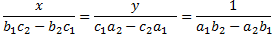 x/(b₁c₂ − b₂c₁) = y/(c₁a₂ − c₂a₁) = 1/(a₁b₂ − a₂b₁)